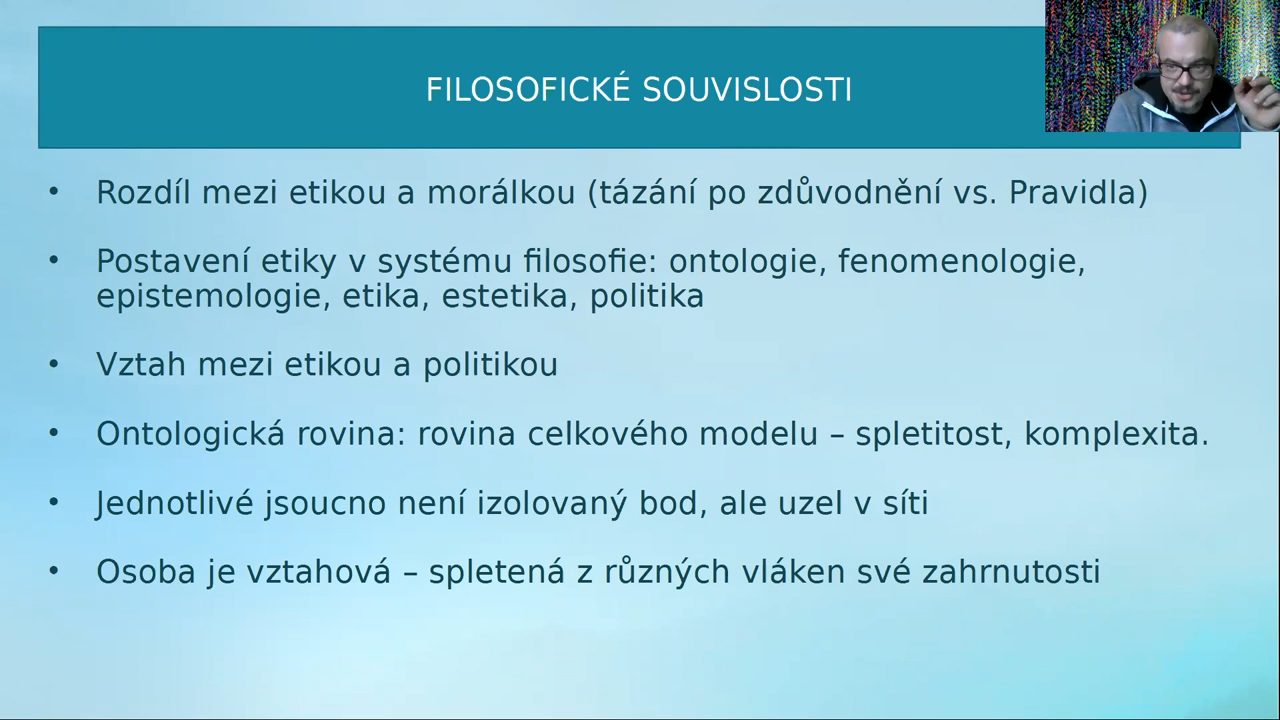 FILOSOFICKÉ SOUVISLOSTI
• Rozdíl mezi etikou a morálkou (tázání po zdůvodnění vs. Pravidla)
• Postavení etiky v systému filosofie: ontologie, fenomenologie,
epistemologie, etika, estetika, politika
• Vztah mezi etikou a politikou
• Ontologická rovina: rovina celkového modelu – spletitost, komplexita.
• Jednotlivé jsoucno není izolovaný bod, ale uzel v síti
• Osoba je vztahová – spletená z různých vláken své zahrnutosti